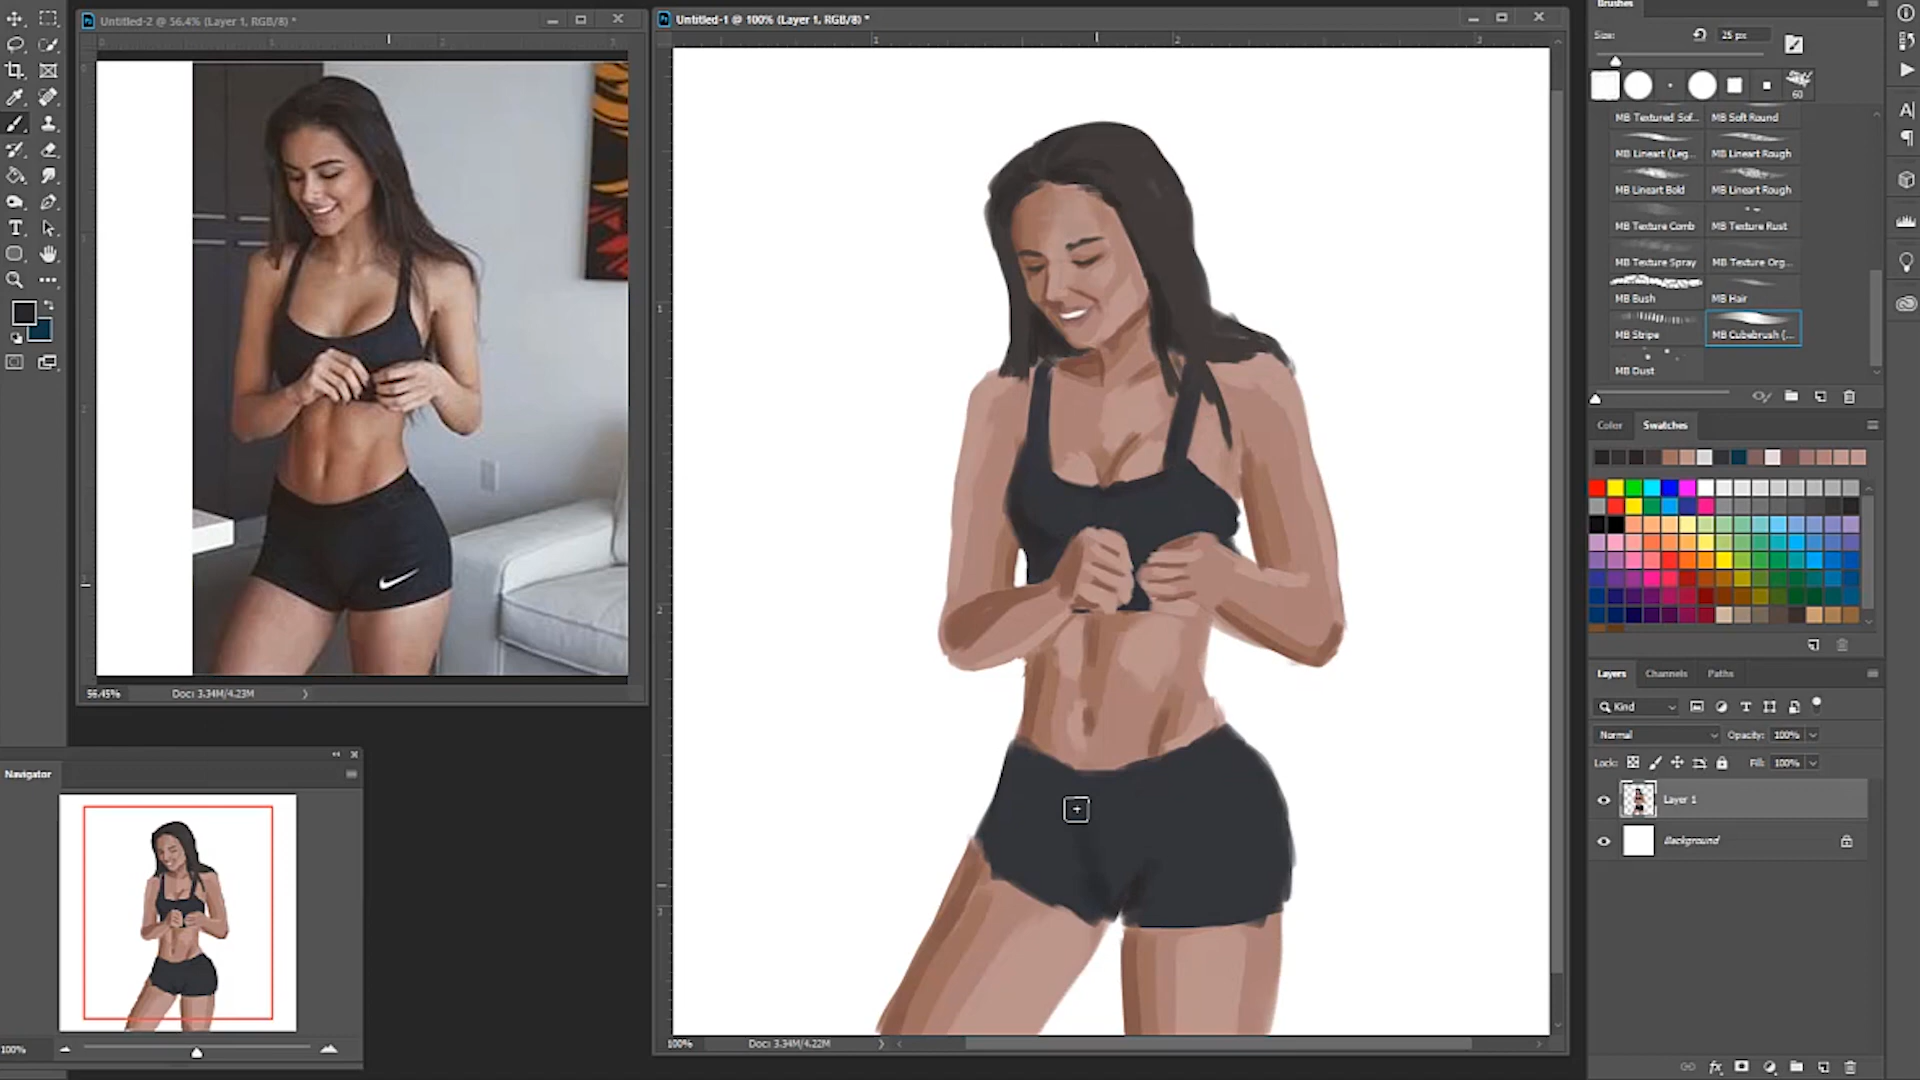 Untitled-2 @ 56.4% (Layer 1, RGB/8) *
Untitled-1 @ 100% (Layer 1, RGB/8) *
56.45%
Doc: 3.34M/4.23M
Navigator
100%
100%
Doc: 3.34M/4.22M
Brushes
Size:
25 px
60
MB Textured Sof...
MB Soft Round
MB Lineart (Leg...
MB Lineart Rough
MB Lineart Bold
MB Lineart Rough
MB Texture Comb
MB Texture Rust
MB Texture Spray
MB Texture Org...
MB Bush
MB Hair
MB Stripe
MB Cubebrush (...
MB Dust
Color
Swatches
Layers
Channels
Paths
Kind
Normal
Opacity: 100%
Lock:
Fill: 100%
Layer 1
Background